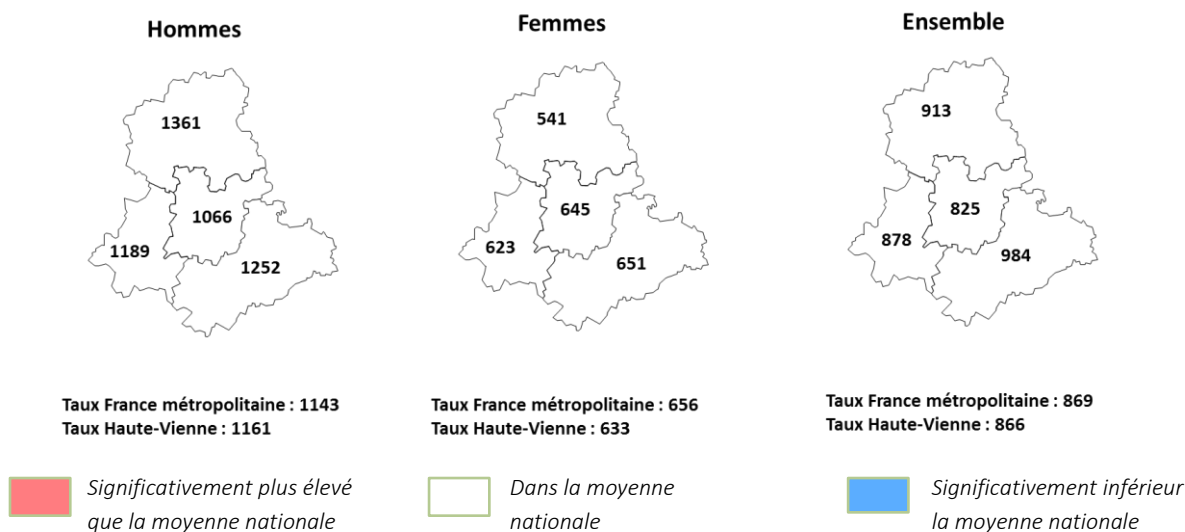 Hommes
1361
1066
1189
1252
Taux France métropolitaine : 1143
Taux Haute-Vienne : 1161
Femmes
541
645
623
651
Taux France métropolitaine : 656
Taux Haute-Vienne : 633
Ensemble
913
825
878
984
Taux France métropolitaine : 869
Taux Haute-Vienne : 866
Significativement plus élevé
que la moyenne nationale
Dans la moyenne
nationale
Significativement inférieur
la moyenne nationale